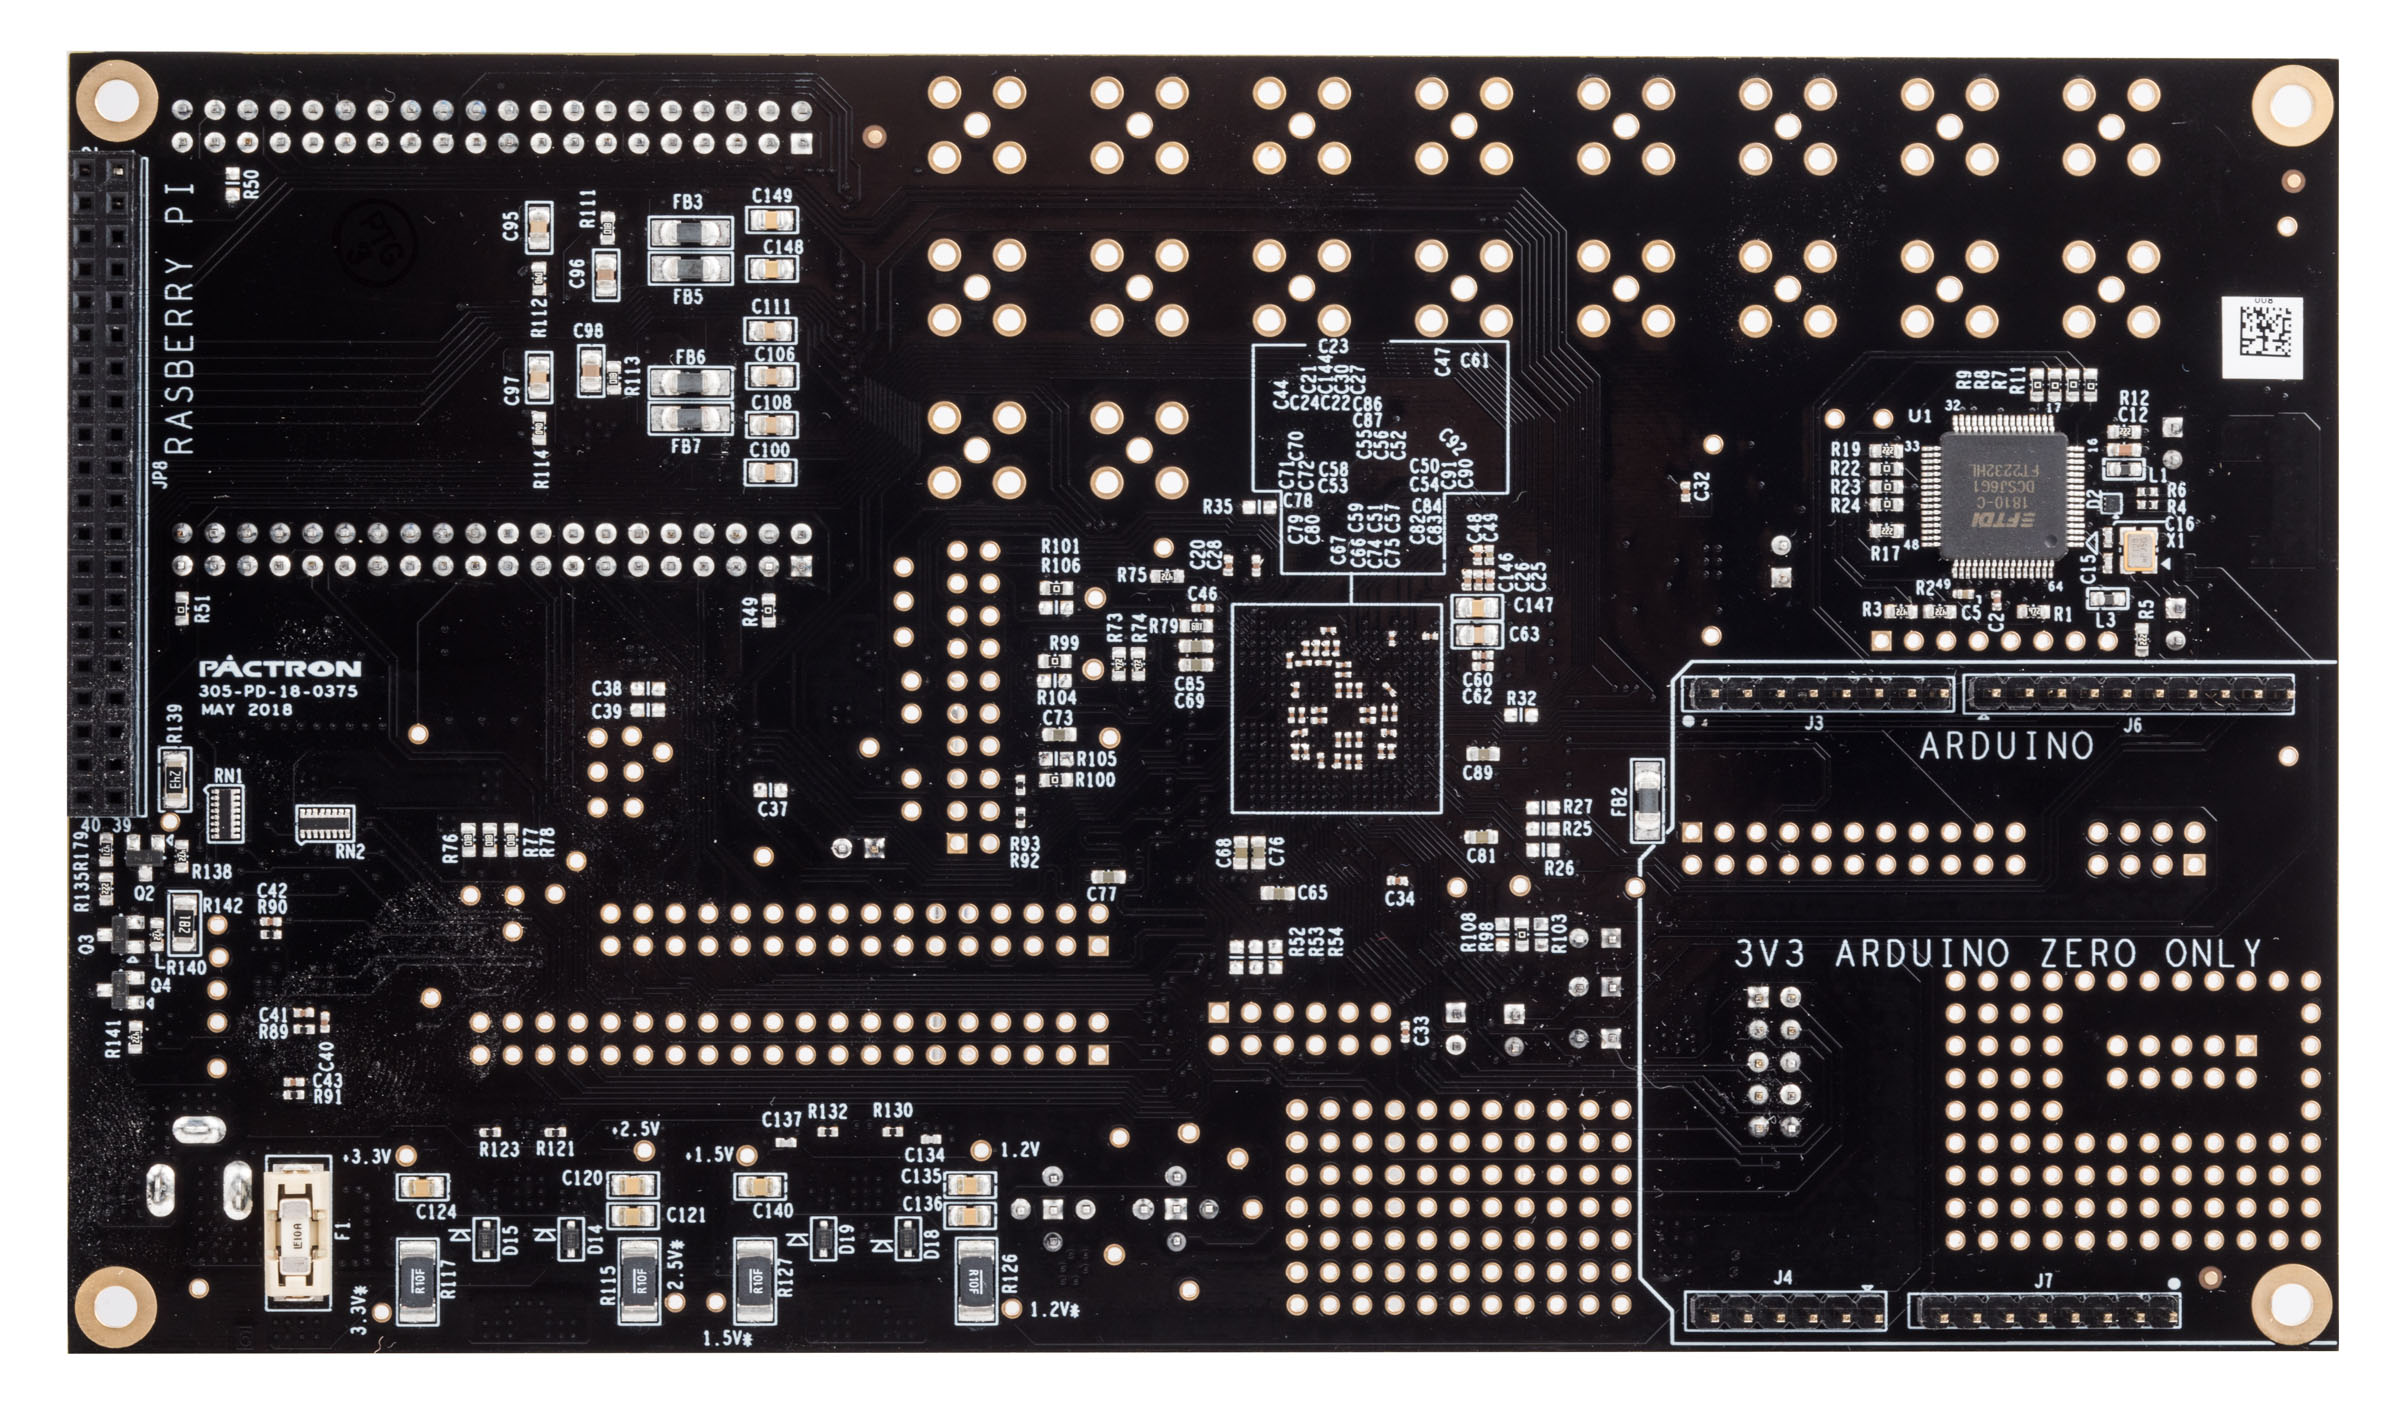 R50
RASBERRY PI
JP8
C95
R111
C96
R112
C98
C97
R113
R114
FB3
FB5
FB6
FB7
C149
C148
C111
C106
C108
C100
C23
C47
C61
C44
C21
C144
C30
C27
C24
C22
C86
C87
C55
C56
C52
C92
C70
C71
C72
C58
C53
C50
C54
C91
C90
C78
C84
C79
C80
C59
C51
C57
C82
C83
C67
C66
C74
C75
R35
C32
R9
R8
R7
R11
32
17
U1
R12
C12
R19
33
16
R22
R23
R24
R17
48
FTDI
1810-C
DCSJ6G1
FT2232HL
L1
D2
R6
R4
C16
X1
C15
49
64
R2
R3
C5
C2
R1
L3
R5
R51
R49
R101
R106
R75
C20
C28
C48
C49
C146
C26
C25
C147
C63
C46
R79
R73
R74
R99
R104
C85
C69
C60
C62
C73
R105
R100
R32
C89
PACTRON
305-PD-18-0375
MAY 2018
C38
C39
R139
RN1
RN2
C37
R93
R92
R76
R77
R78
C77
C68
C76
C65
C34
C81
R27
R25
R26
FB2
J3
J6
ARDUINO
40 39
R179
R135
Q2
R138
R142
C42
R90
Q3
R140
Q4
R141
C41
R89
C40
C43
R91
R52
R53
R54
R108
R98
R103
C33
3V3 ARDUINO ZERO ONLY
+3.3V
R123
R121
+2.5V
+1.5V
C137
R132
R130
C134
1.2V
C124
C120
C121
C140
C135
C136
F1
D15
D14
D19
D18
R10F
R117
R10F
R115
R10F
R127
R10F
R126
3.3V*
2.5V*
1.5V*
1.2V*
J4
J7